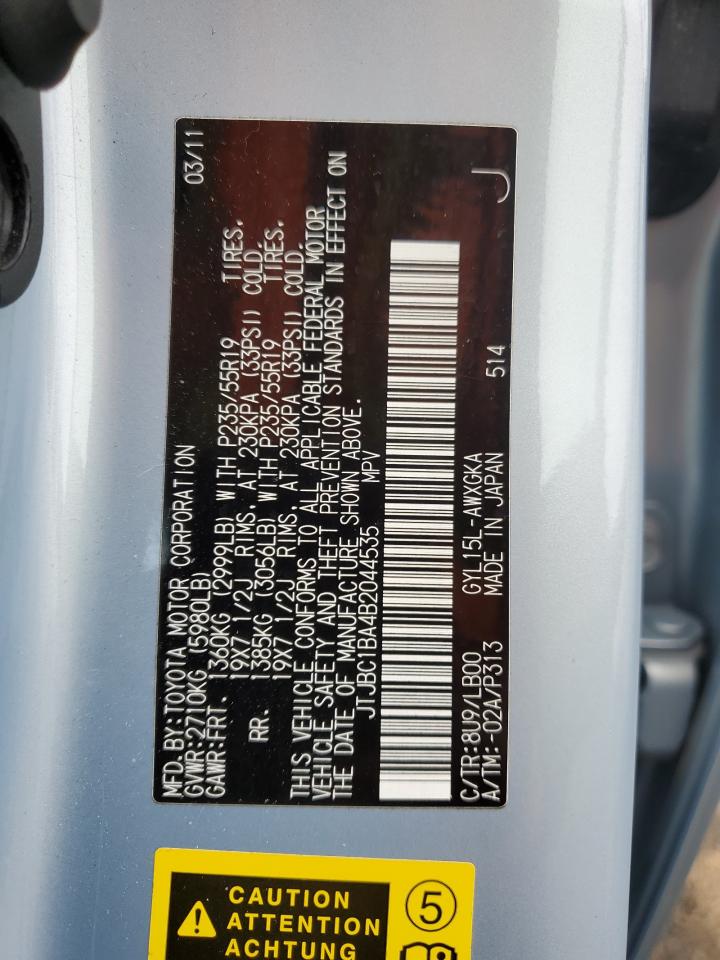 MFD. BY: TOYOTA MOTOR CORPORATION 03/11
GVWR: 2710KG (5980LB)
GAWR: FRT. 1360KG (2999LB) WITH P235/55R19 TIRES.
19X7 1/2J RIMS, AT 230KPA (33PSI) COLD.
RR. 1385KG (3056LB) WITH P235/55R19 TIRES.
19X7 1/2J RIMS, AT 230KPA (33PSI) COLD.
THIS VEHICLE CONFORMS TO ALL APPLICABLE FEDERAL MOTOR
VEHICLE SAFETY AND THEFT PREVENTION STANDARDS IN EFFECT ON
THE DATE OF MANUFACTURE SHOWN ABOVE.
JTJBC1BA4B2044535 MPV
C/TR: 8U9/LB00 GYL15L-AWXGKA
A/TM: -02A/P313 MADE IN JAPAN 514 J
CAUTION
ATTENTION
ACHTUNG
5